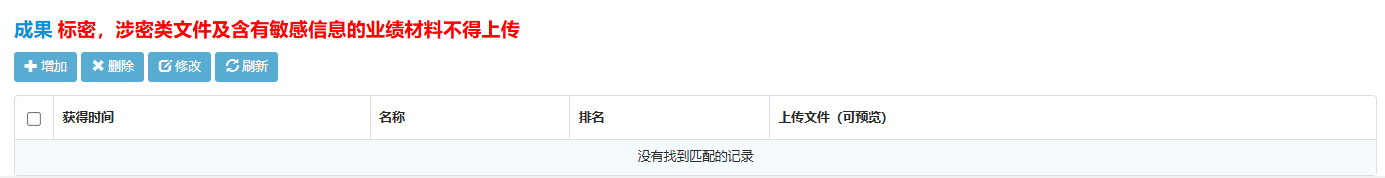 成果 标密，涉密类文件及含有敏感信息的业绩材料不得上传
增加 删除 修改 刷新
获得时间 名称 排名 上传文件（可预览）
没有找到匹配的记录